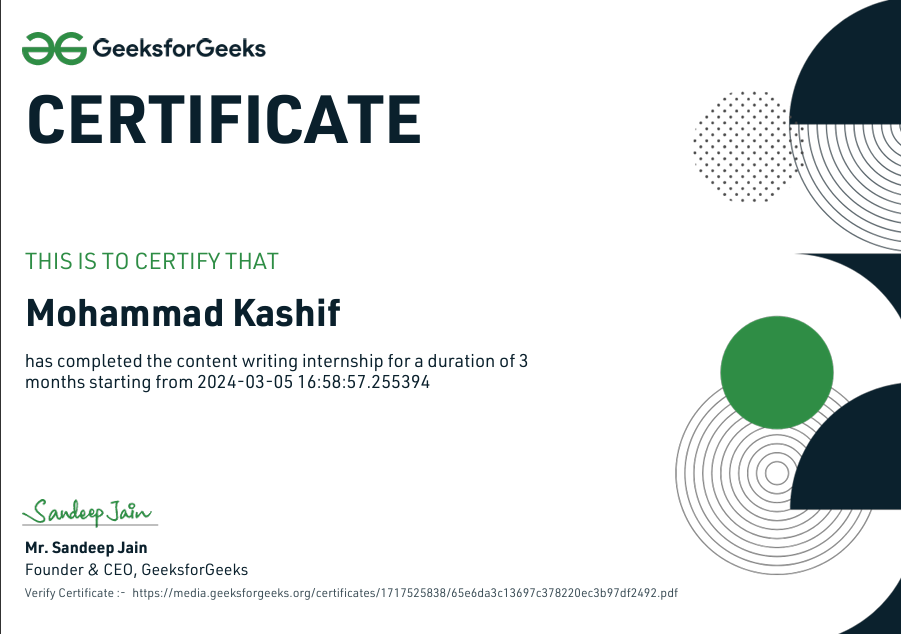 GeeksforGeeks
CERTIFICATE
THIS IS TO CERTIFY THAT
Mohammad Kashif
has completed the content writing internship for a duration of 3
months starting from 2024-03-05 16:58:57.255394
Sandeep Jain
Mr. Sandeep Jain
Founder & CEO, GeeksforGeeks
Verify Certificate :- https://media.geeksforgeeks.org/certificates/1717525838/65e6da3c13697c378220ec3b97df2492.pdf